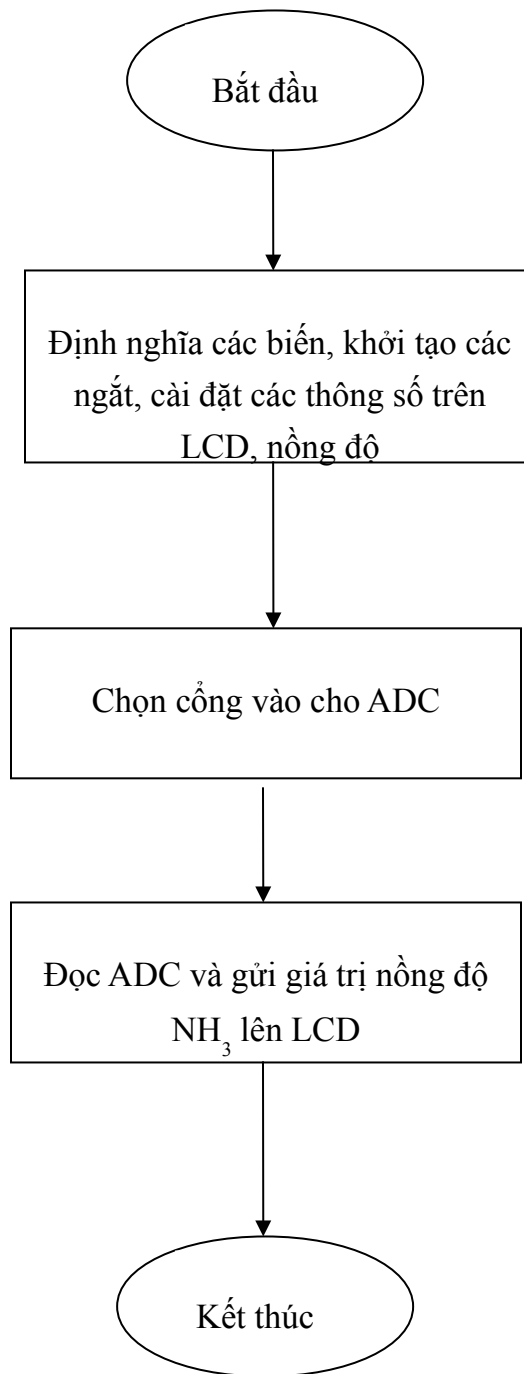 Bắt đầu
Định nghĩa các biến, khởi tạo các
ngắt, cài đặt các thông số trên
LCD, nồng độ
Chọn cổng vào cho ADC
Đọc ADC và gửi giá trị nồng độ
NH₃ lên LCD
Kết thúc